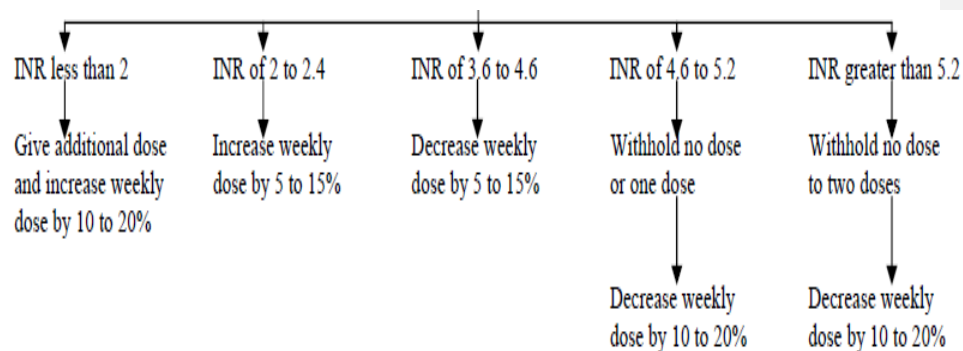 INR less than 2
INR of 2 to 2.4
INR of 3.6 to 4.6
INR of 4.6 to 5.2
INR greater than 5.2
Give additional dose
and increase weekly
dose by 10 to 20%
Increase weekly
dose by 5 to 15%
Decrease weekly
dose by 5 to 15%
Withhold no dose
or one dose
Withhold no dose
to two doses
Decrease weekly
dose by 10 to 20%
Decrease weekly
dose by 10 to 20%